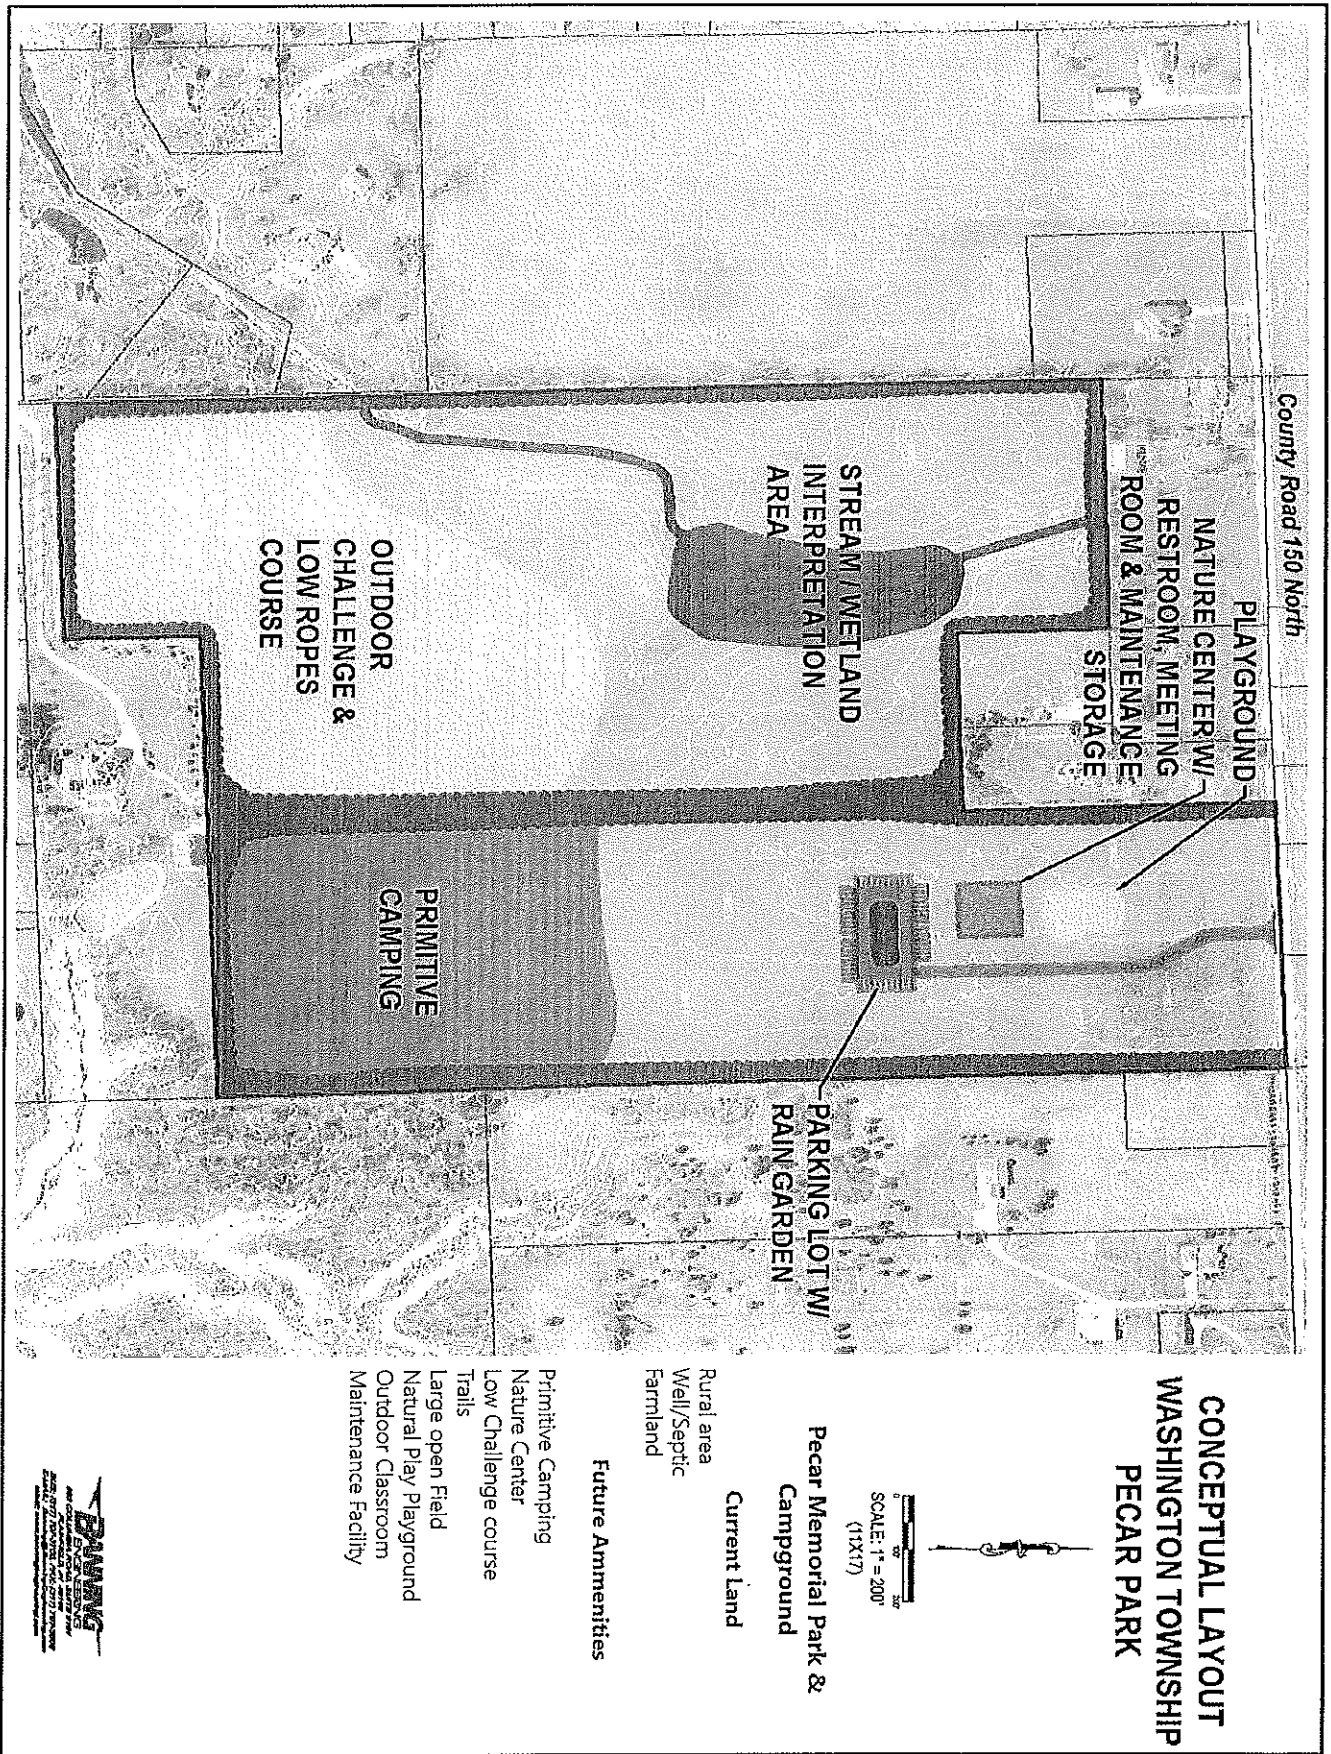 County Road 150 North
PLAYGROUND
NATURE CENTER W/
RESTROOM, MEETING
ROOM & MAINTENANCE
STORAGE
STREAM / WETLAND
INTERPRETATION
AREA
OUTDOOR
CHALLENGE &
LOW ROPES
COURSE
PRIMITIVE
CAMPING
PARKING LOT W/
RAIN GARDEN
CONCEPTUAL LAYOUT
WASHINGTON TOWNSHIP
PECAR PARK
SCALE: 1" = 200'
(11X17)
Pecar Memorial Park &
Campground
Current Land
Rural area
Well/Septic
Farmland
Future Ammenities
Primitive Camping
Nature Center
Low Challenge course
Trails
Large open Field
Natural Play Playground
Outdoor Classroom
Maintenance Facility
BANNING
ENGINEERING